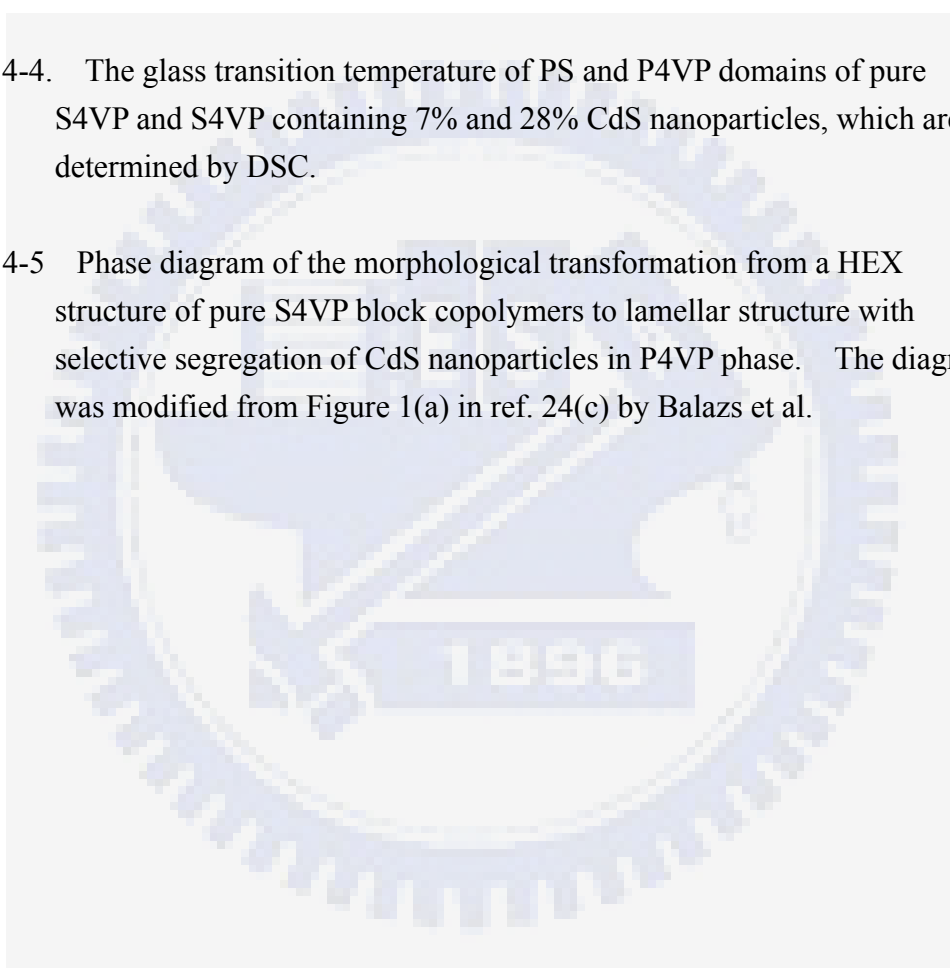 4-4. The glass transition temperature of PS and P4VP domains of pure
S4VP and S4VP containing 7% and 28% CdS nanoparticles, which ar
determined by DSC.
4-5 Phase diagram of the morphological transformation from a HEX
structure of pure S4VP block copolymers to lamellar structure with
selective segregation of CdS nanoparticles in P4VP phase. The diagr
was modified from Figure 1(a) in ref. 24(c) by Balazs et al.
1896